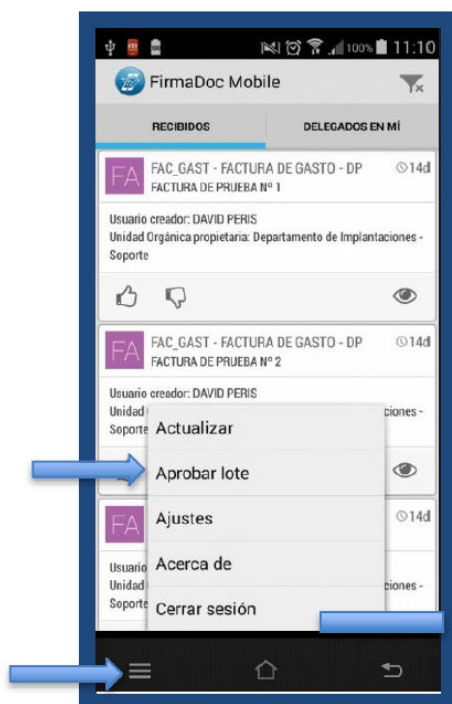 100% 11:10
FirmaDoc Mobile
RECIBIDOS DELEGADOS EN MÍ
FA FAC_GAST - FACTURA DE GASTO - DP 14d
FACTURA DE PRUEBA Nº 1
Usuario creador: DAVID PERIS
Unidad Orgánica propietaria: Departamento de Implantaciones -
Soporte
FA FAC_GAST - FACTURA DE GASTO - DP 14d
FACTURA DE PRUEBA Nº 2
Usuario creador: DAVID PERIS
Unidad ciones -
Soporte
Actualizar
Aprobar lote
FA 14d
Ajustes
Usuario
Acerca de
Unidad ciones -
Soporte
Cerrar sesión